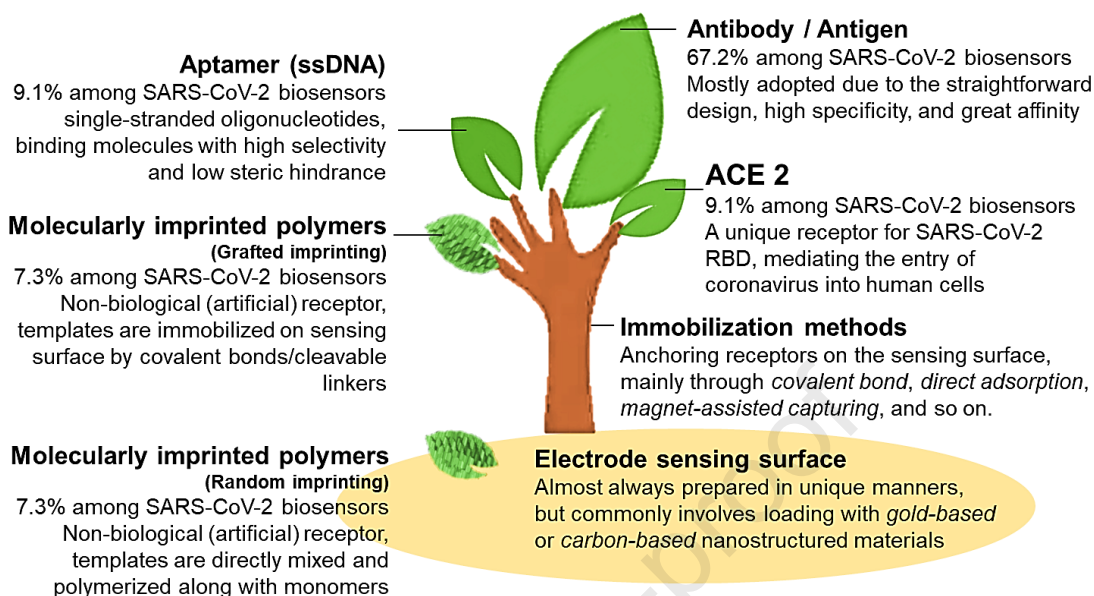 Aptamer (ssDNA)
9.1% among SARS-CoV-2 biosensors
single-stranded oligonucleotides,
binding molecules with high selectivity
and low steric hindrance
Molecularly imprinted polymers
(Grafted imprinting)
7.3% among SARS-CoV-2 biosensors
Non-biological (artificial) receptor,
templates are immobilized on sensing
surface by covalent bonds/cleavable
linkers
Molecularly imprinted polymers
(Random imprinting)
7.3% among SARS-CoV-2 biosensors
Non-biological (artificial) receptor,
templates are directly mixed and
polymerized along with monomers
Antibody / Antigen
67.2% among SARS-CoV-2 biosensors
Mostly adopted due to the straightforward
design, high specificity, and great affinity
ACE 2
9.1% among SARS-CoV-2 biosensors
A unique receptor for SARS-CoV-2
RBD, mediating the entry of
coronavirus into human cells
Immobilization methods
Anchoring receptors on the sensing surface,
mainly through covalent bond, direct adsorption,
magnet-assisted capturing, and so on.
Electrode sensing surface
Almost always prepared in unique manners,
but commonly involves loading with gold-based
or carbon-based nanostructured materials